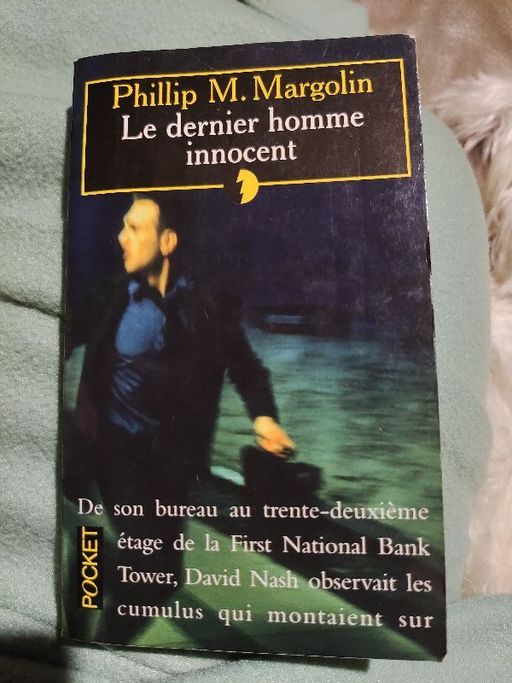 Phillip M. Margolin
Le dernier homme
innocent
De son bureau au trente-deuxième
étage de la First National Bank
Tower, David Nash observait les
cumulus qui montaient sur
POCKET